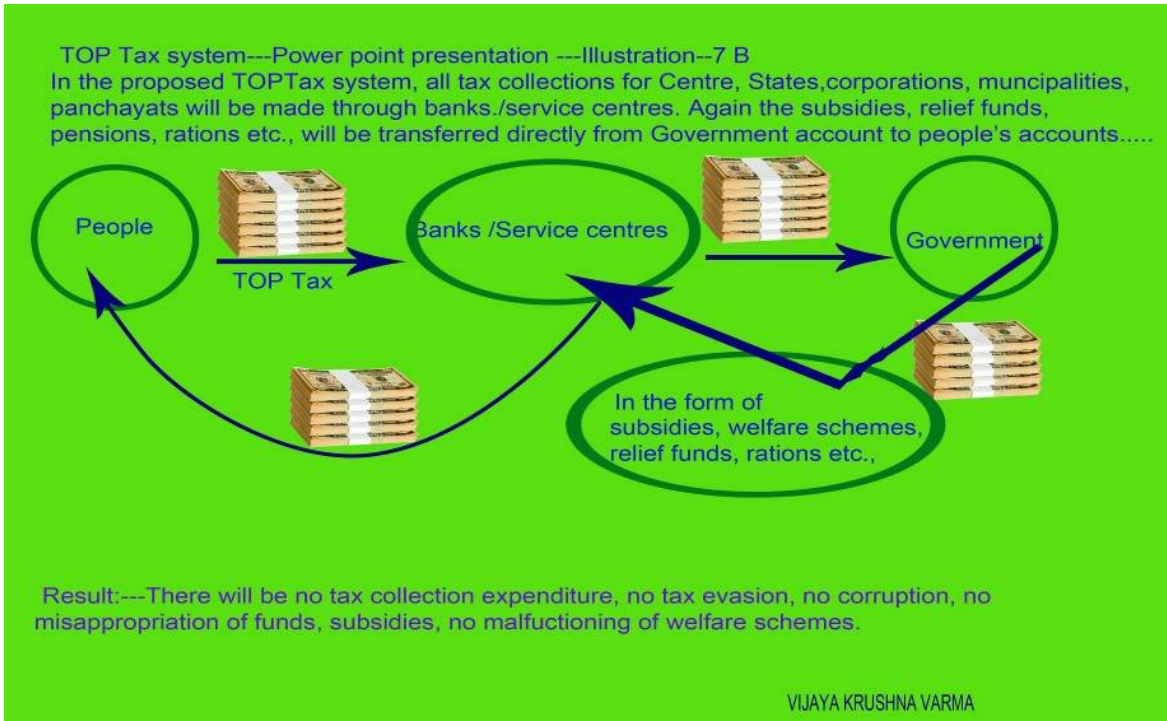 TOP Tax system---Power point presentation ---Illustration--7 B
In the proposed TOPTax system, all tax collections for Centre, States,corporations, muncipalities,
panchayats will be made through banks./service centres. Again the subsidies, relief funds,
pensions, rations etc., will be transferred directly from Government account to people's accounts.....
People
TOP Tax
Banks /Service centres
Government
In the form of
subsidies, welfare schemes,
relief funds, rations etc.,
Result:---There will be no tax collection expenditure, no tax evasion, no corruption, no
misappropriation of funds, subsidies, no malfuctioning of welfare schemes.
VIJAYA KRUSHNA VARMA